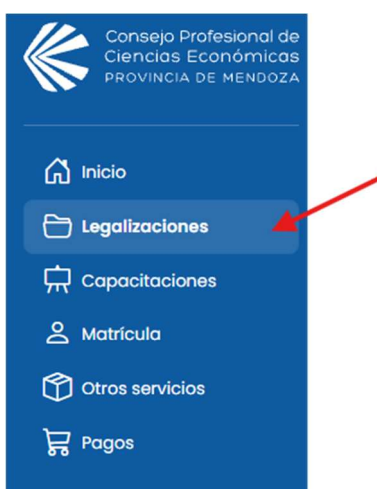 Consejo Profesional de
Ciencias Económicas
PROVINCIA DE MENDOZA
Inicio
Legalizaciones
Capacitaciones
Matrícula
Otros servicios
Pagos